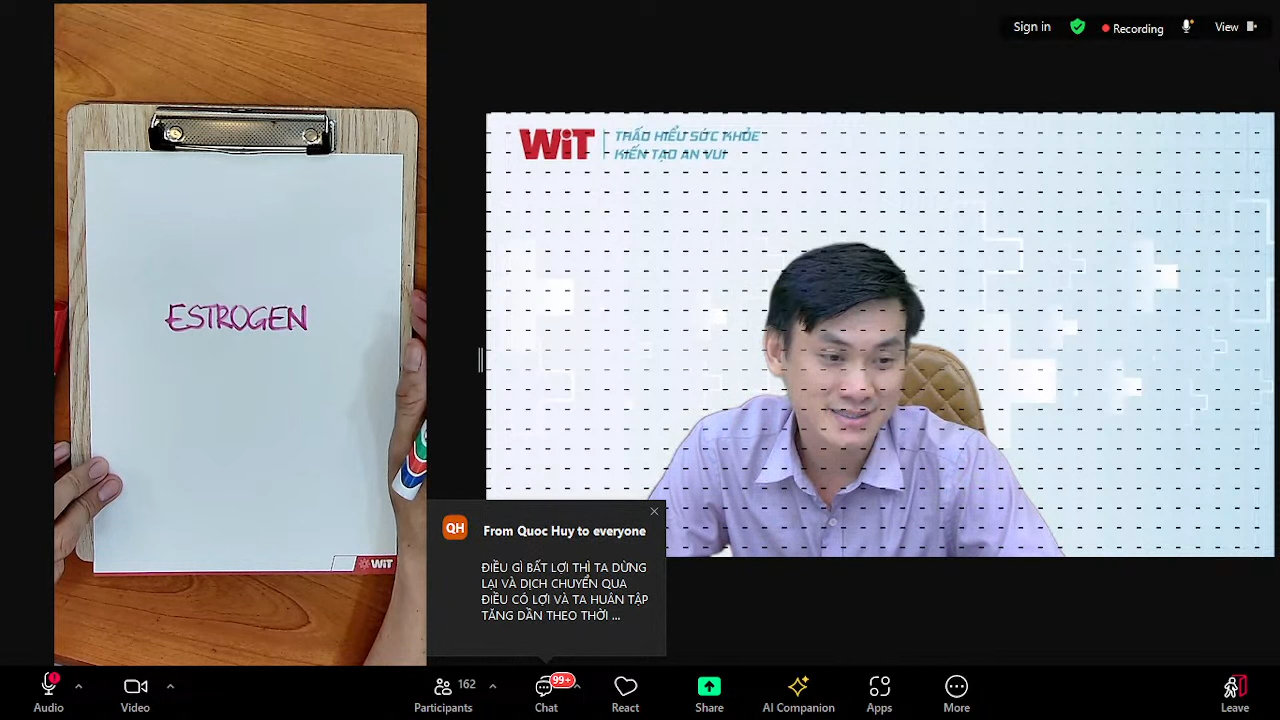 Sign in
Recording
View
WiT
THẤU HIỂU SỨC KHỎE
KIẾN TẠO AN VUI
ESTROGEN
WiT
QH
From Quoc Huy to everyone
ĐIỀU GÌ BẤT LỢI THÌ TA DỪNG
LẠI VÀ DỊCH CHUYỂN QUA
ĐIỀU CÓ LỢI VÀ TA HUÂN TẬP
TĂNG DẦN THEO THỜI ...
Audio
Video
162
Participants
99+
Chat
React
Share
AI Companion
Apps
More
Leave